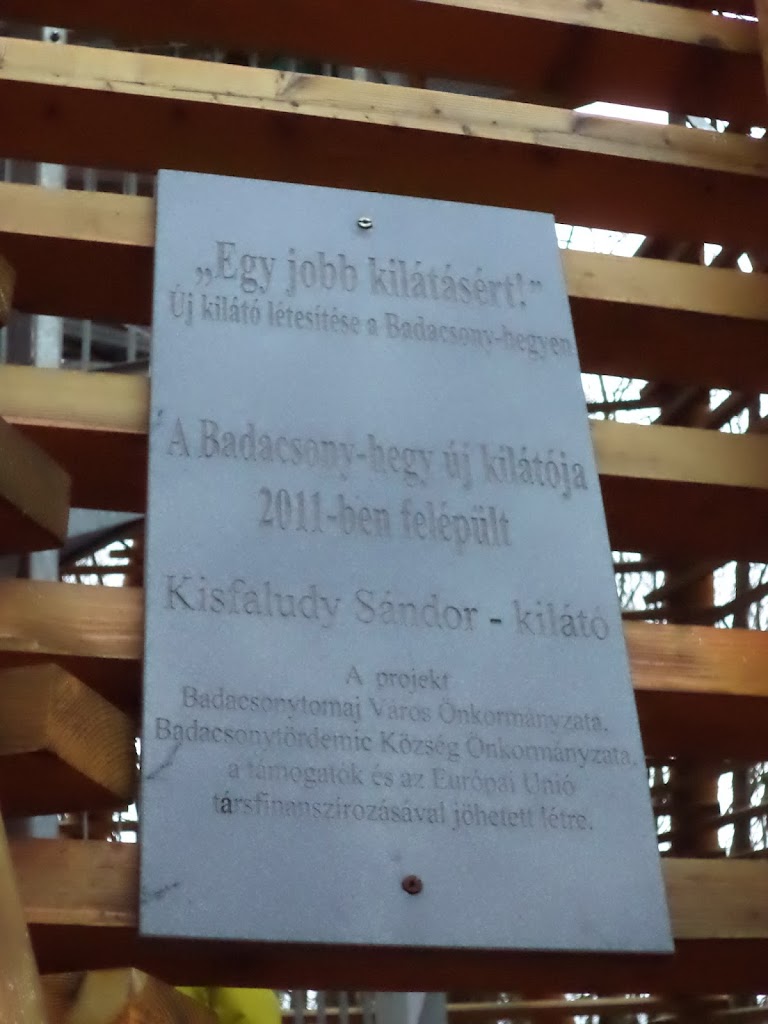 „Egy jobb kilátásért!”
Új kilátó létesítése a Badacsony-hegyen
A Badacsony-hegy új kilátója
2011-ben felépült
Kisfaludy Sándor - kilátó
A projekt
Badacsonytomaj Város Önkormányzata,
Badacsonytördemic Község Önkormányzata,
a támogatók és az Európai Unió
társfinanszírozásával jöhetett létre.